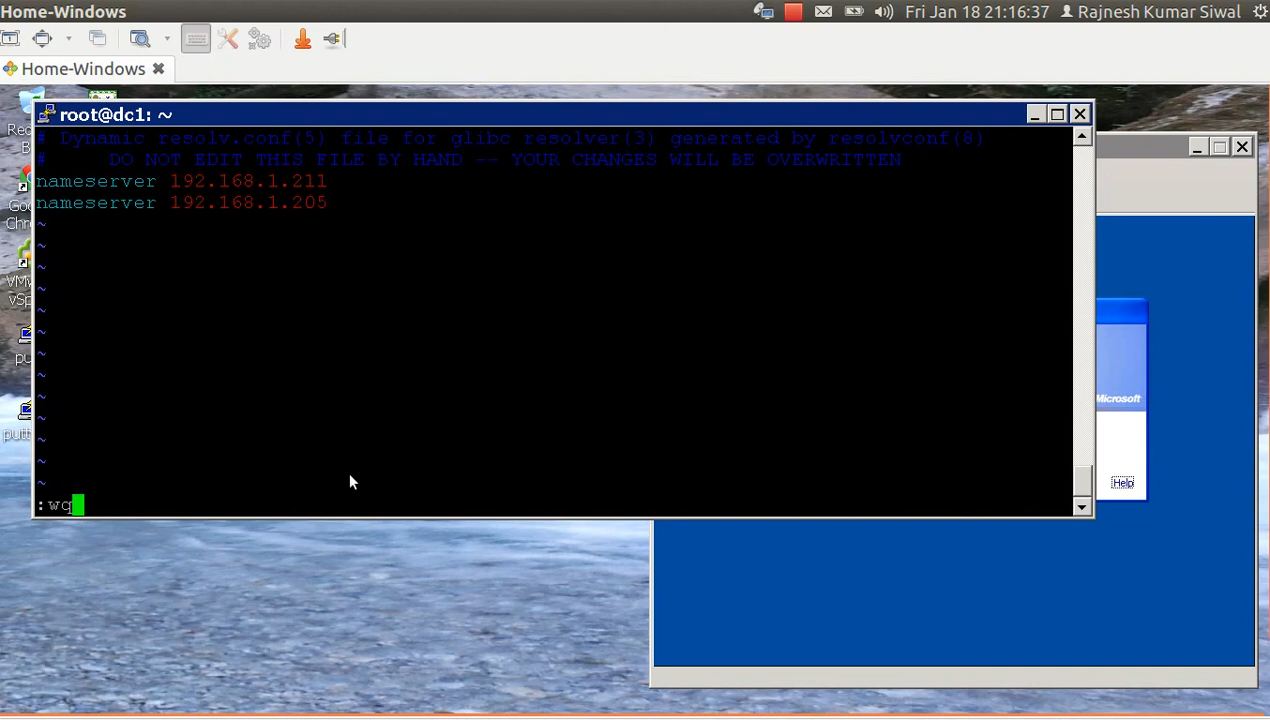 Home-Windows
Fri Jan 18 21:16:37
Rajnesh Kumar Siwal
Home-Windows
root@dc1: ~
# Dynamic resolv.conf(5) file for glibc resolver(3) generated by resolvconf(8)
# DO NOT EDIT THIS FILE BY HAND -- YOUR CHANGES WILL BE OVERWRITTEN
nameserver 192.168.1.211
nameserver 192.168.1.205
~
~
~
~
~
~
~
~
~
~
~
~
~
:wq
Microsoft
Help